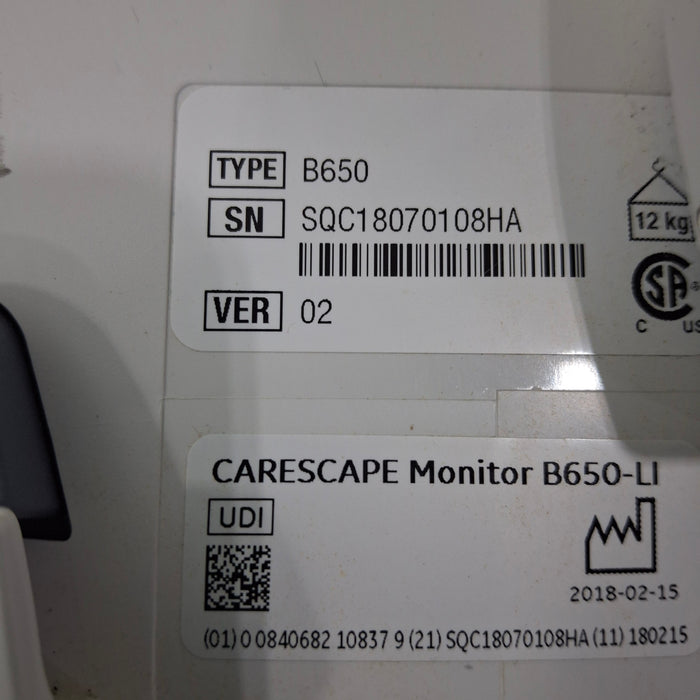 TYPE B650
SN SQC18070108HA
12 kg
VER 02
SA
C US
CARESCAPE Monitor B650-LI
UDI
2018-02-15
(01) 0 0840682 10837 9 (21) SQC18070108HA (11) 180215